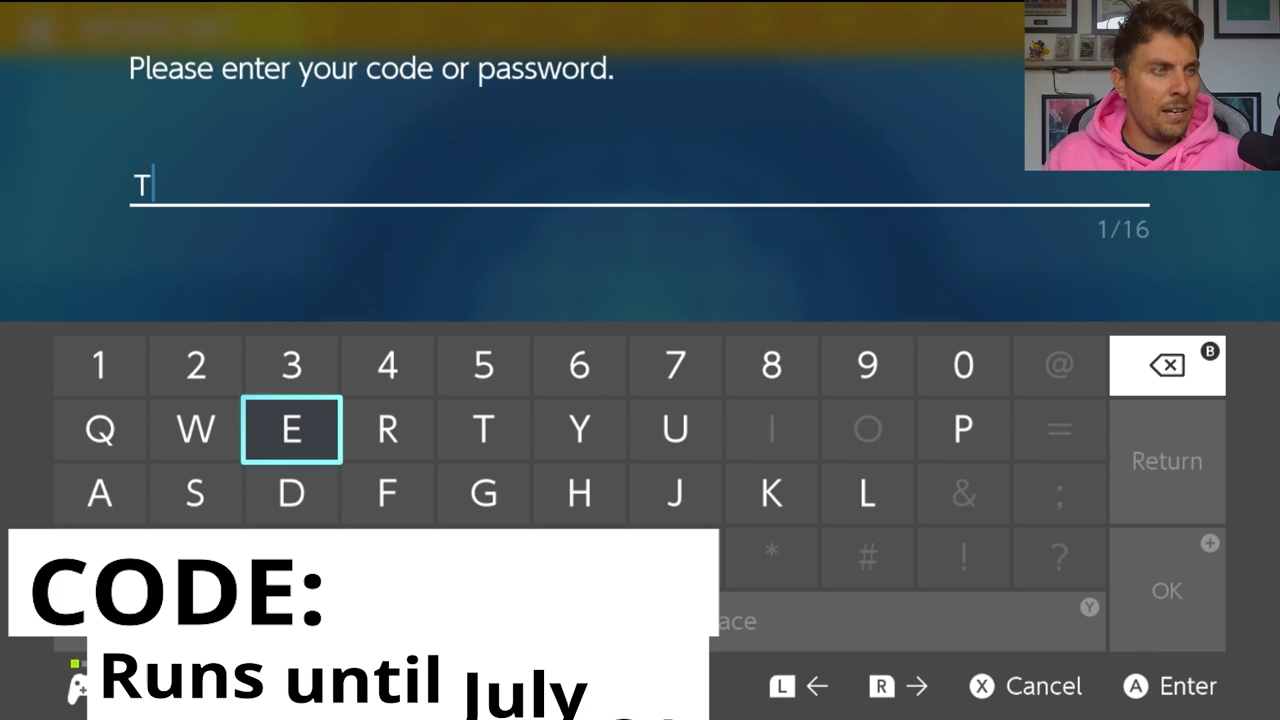 Please enter your code or password.
T
1/16
1 2 3 4 5 6 7 8 9 0 @ B
Q W E R T Y U I O P =
Return
A S D F G H J K L & ;
* # ! ? +
OK
CODE:
ace Y
Runs until July
L ← R → X Cancel A Enter